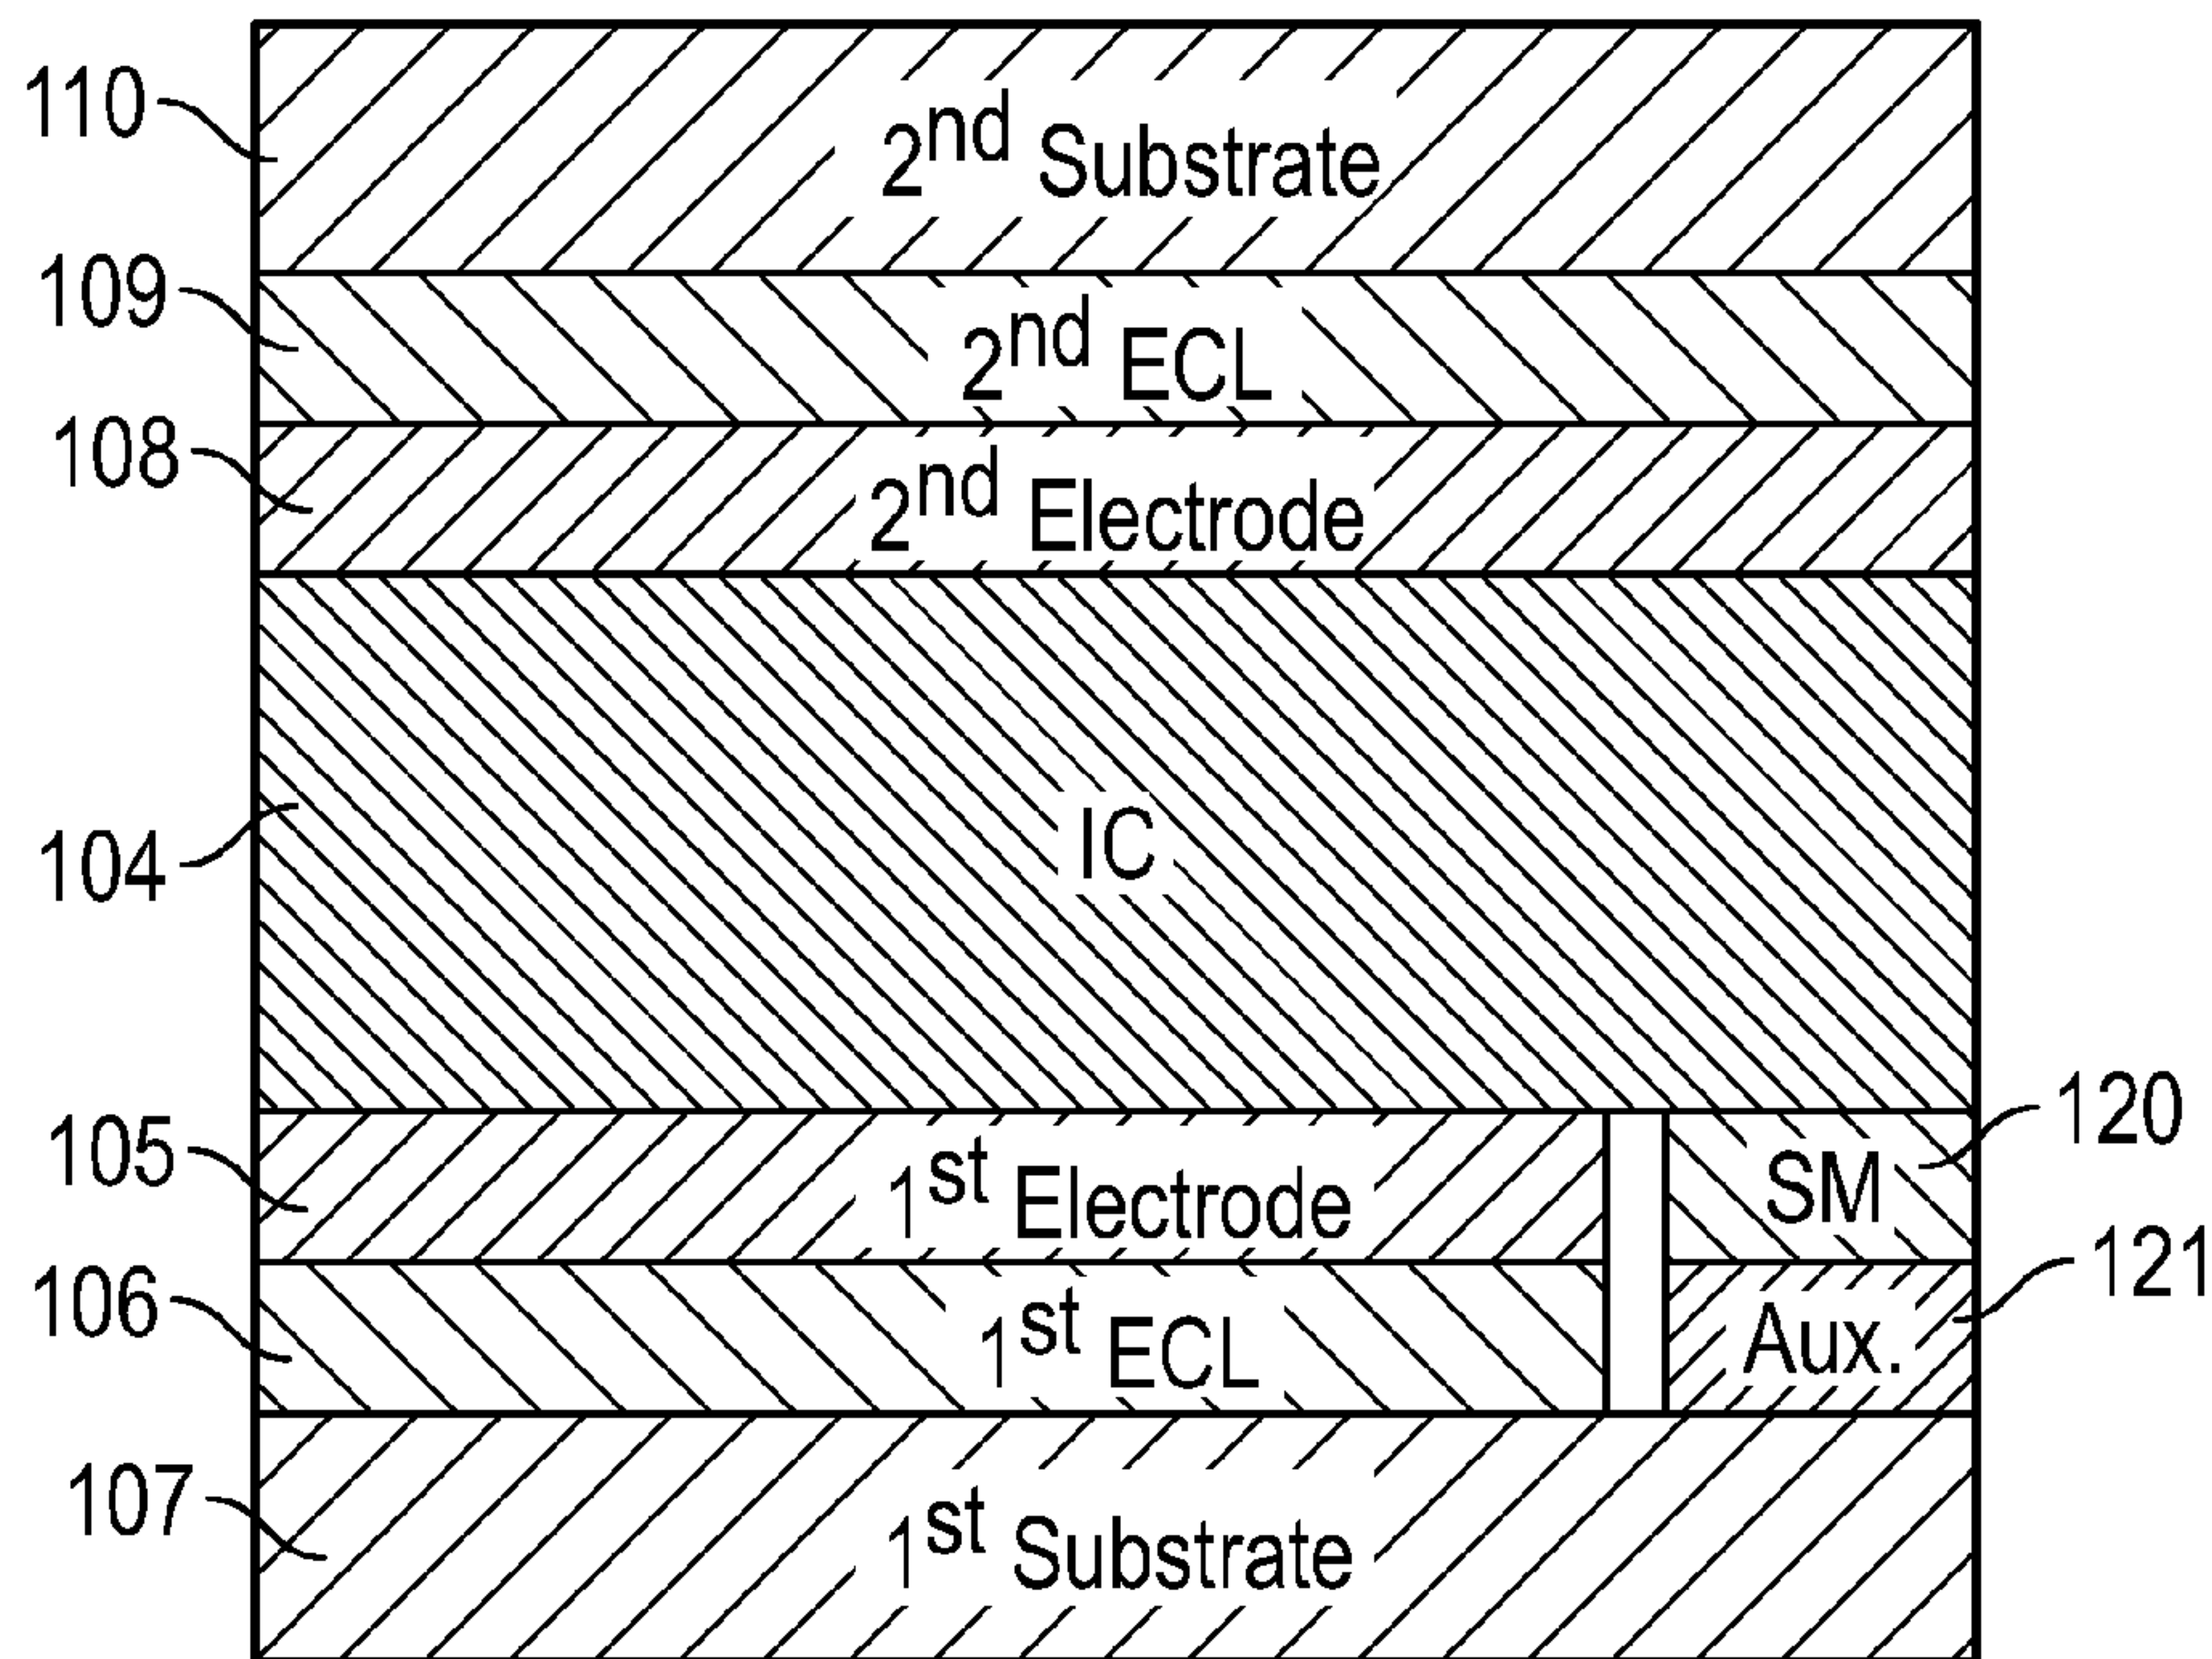 110
2nd Substrate
109
2nd ECL
108
2nd Electrode
104
IC
105
1st Electrode
SM
120
106
1st ECL
Aux.
121
107
1st Substrate